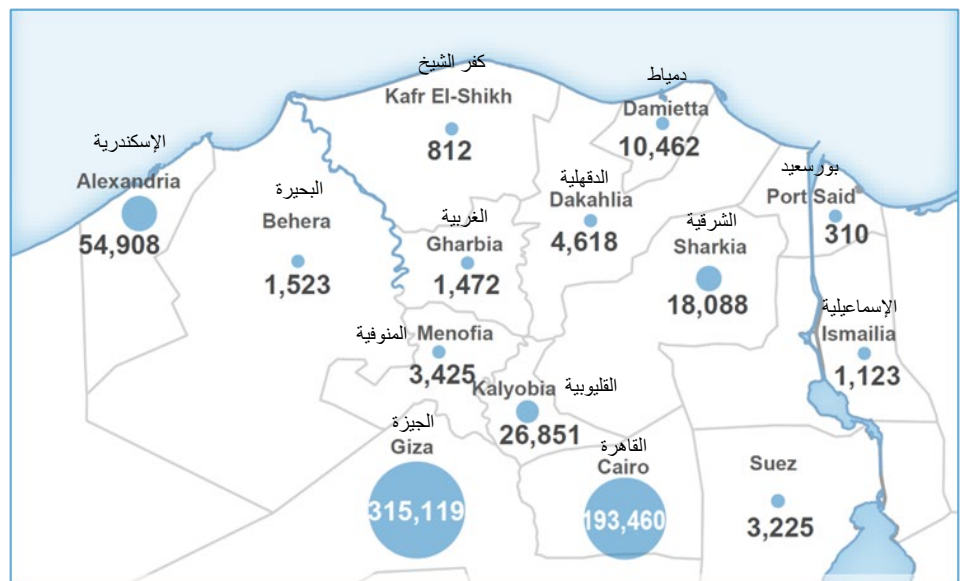 كفر الشيخ
Kafr El-Shikh
812
دمياط
Damietta
10,462
الإسكندرية
Alexandria
54,908
البحيرة
Behera
1,523
الغربية
Gharbia
1,472
الدقهلية
Dakahlia
4,618
الشرقية
Sharkia
18,088
بورسعيد
Port Said
310
الإسماعيلية
Ismailia
1,123
المنوفية
Menofia
3,425
القليوبية
Kalyobia
26,851
الجيزة
Giza
315,119
القاهرة
Cairo
193,460
Suez
3,225